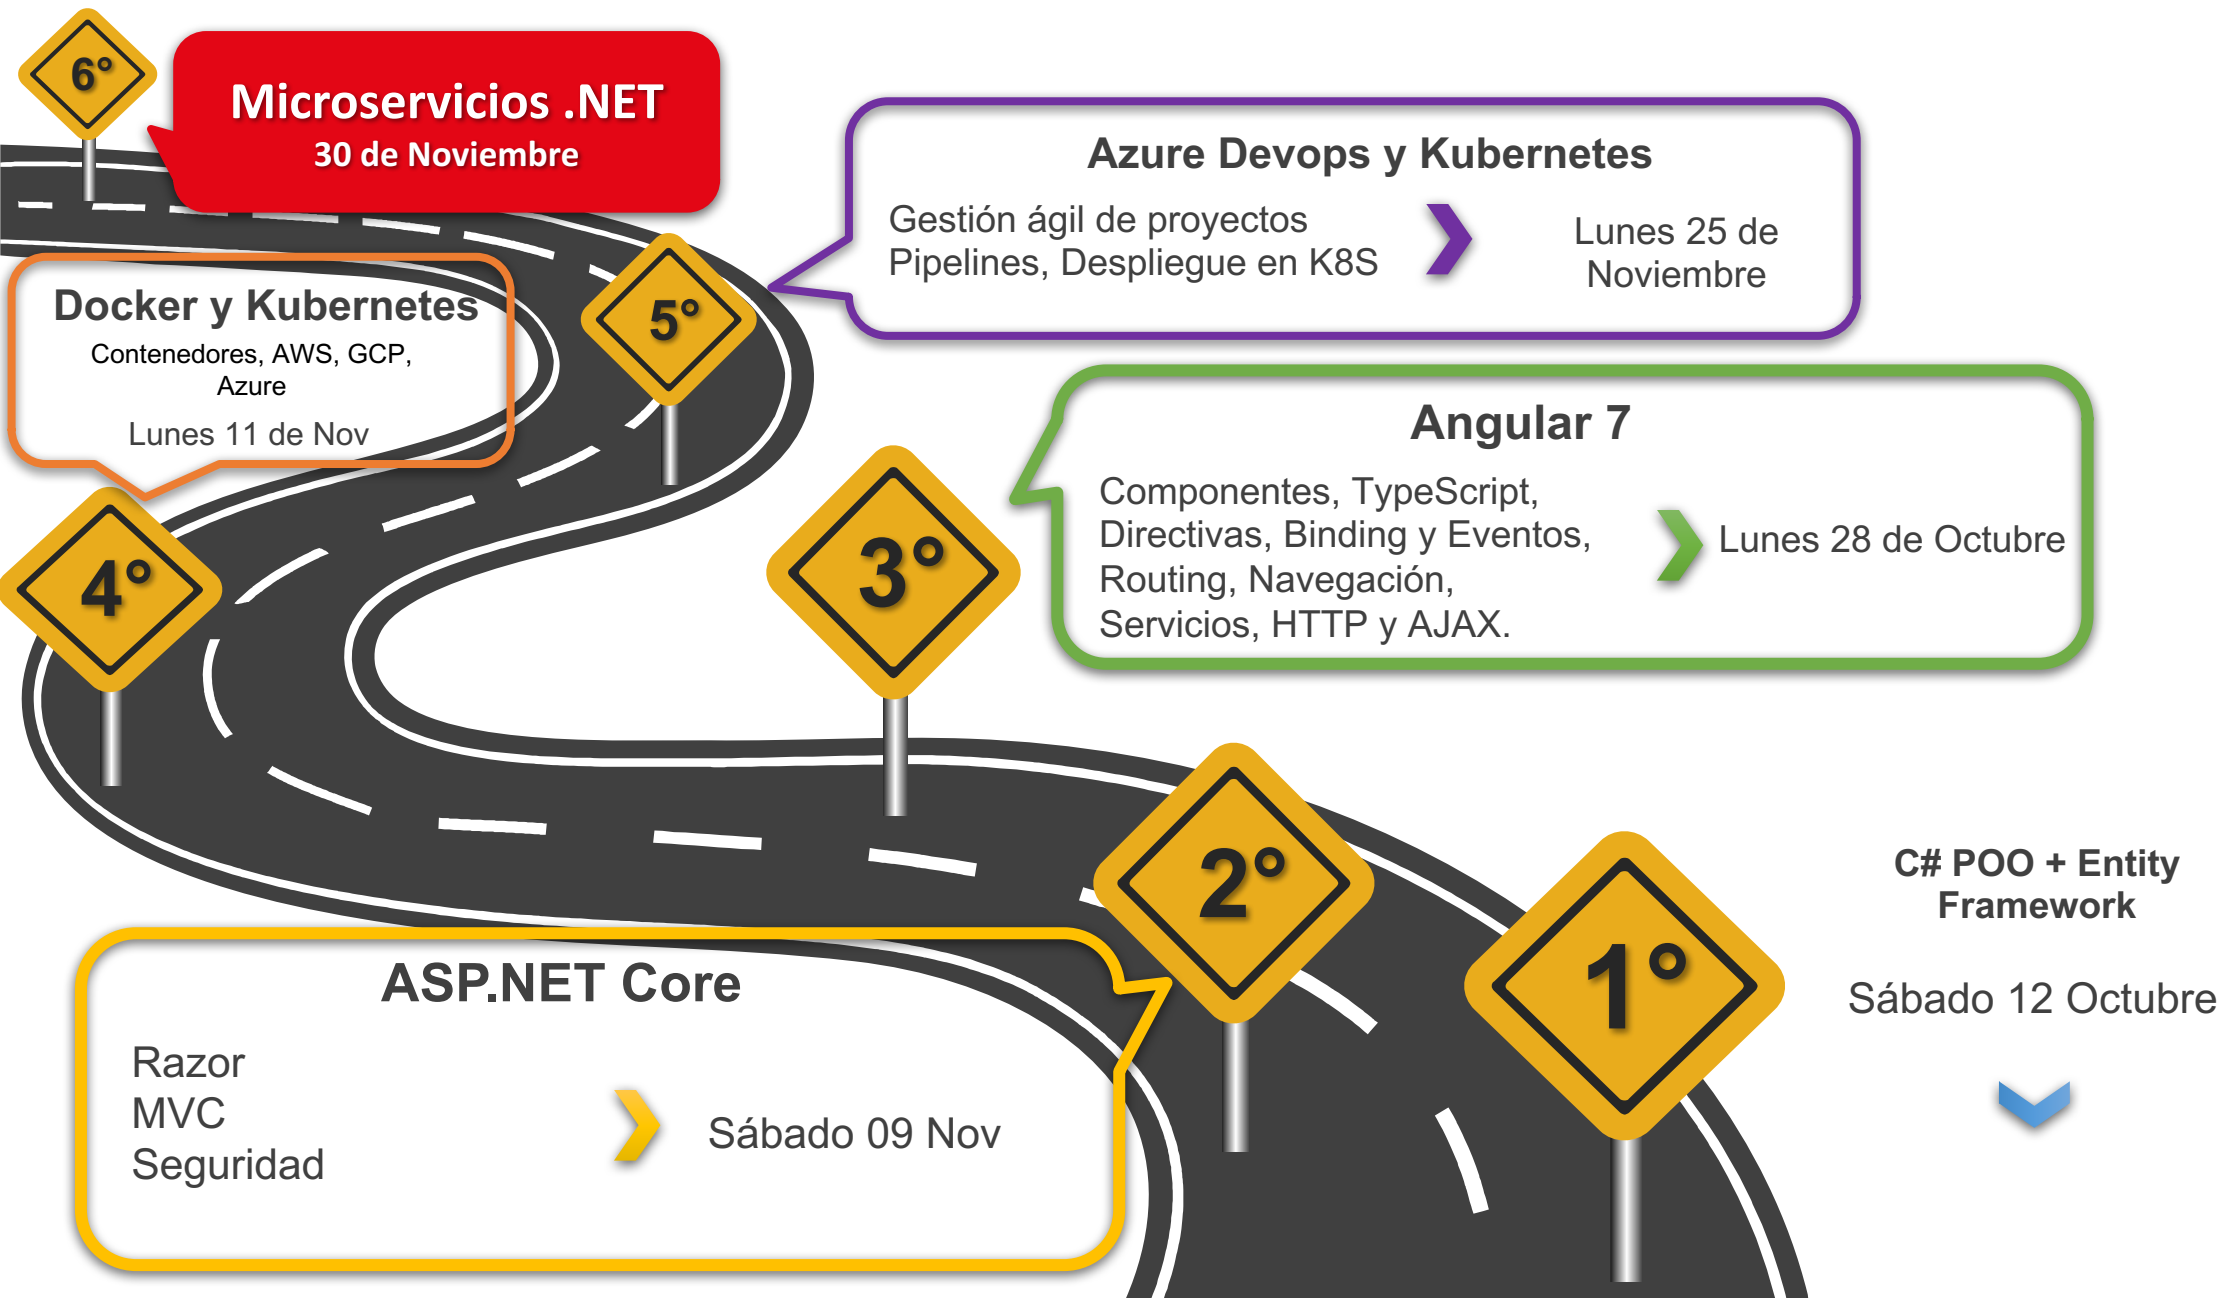 6°
Microservicios .NET
30 de Noviembre
Azure Devops y Kubernetes
Gestión ágil de proyectos
Pipelines, Despliegue en K8S
Lunes 25 de
Noviembre
Docker y Kubernetes
Contenedores, AWS, GCP,
Azure
Lunes 11 de Nov
5°
Angular 7
Componentes, TypeScript,
Directivas, Binding y Eventos,
Routing, Navegación,
Servicios, HTTP y AJAX.
Lunes 28 de Octubre
4°
3°
2°
1°
C# POO + Entity
Framework
Sábado 12 Octubre
ASP.NET Core
Razor
MVC
Seguridad
Sábado 09 Nov